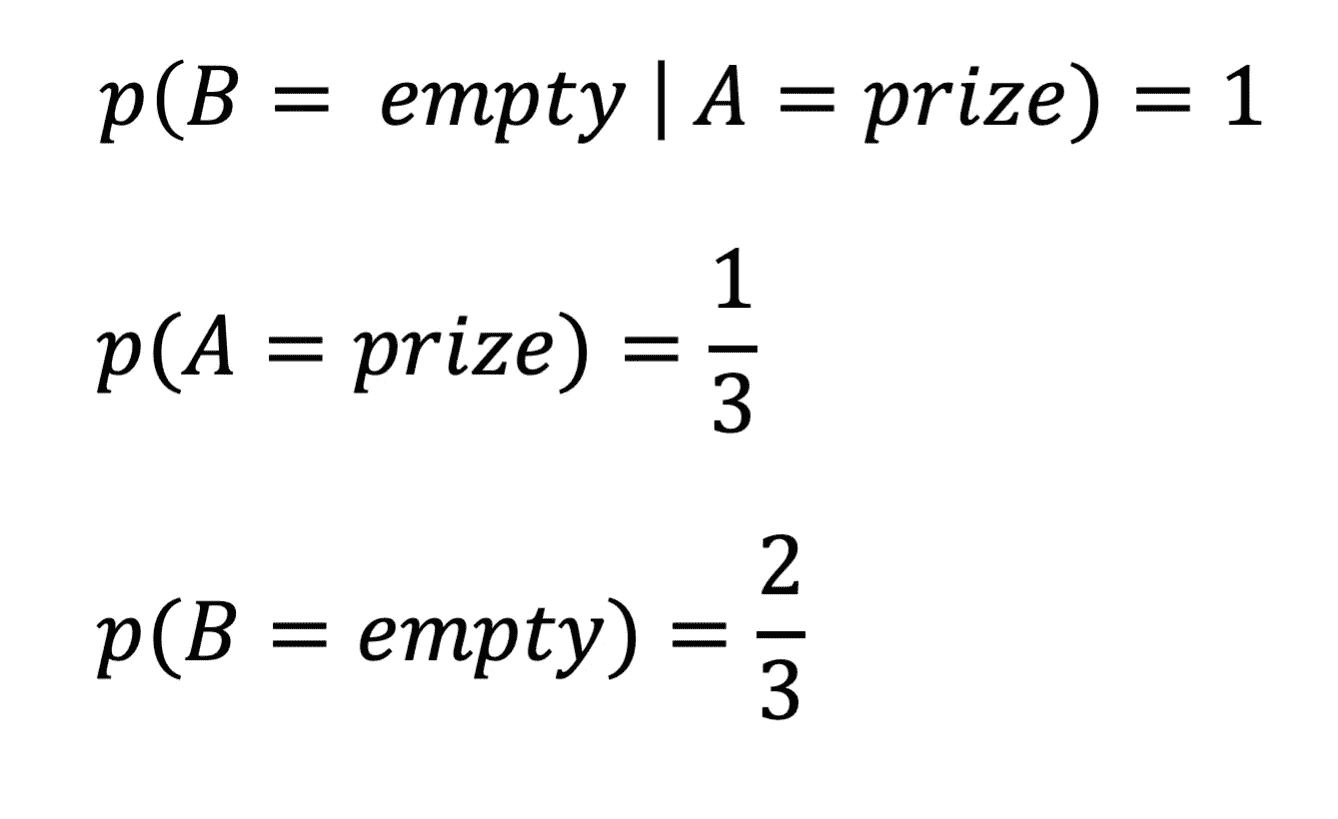 p(B = empty | A = prize) = 1
p(A = prize) = 1/3
p(B = empty) = 2/3